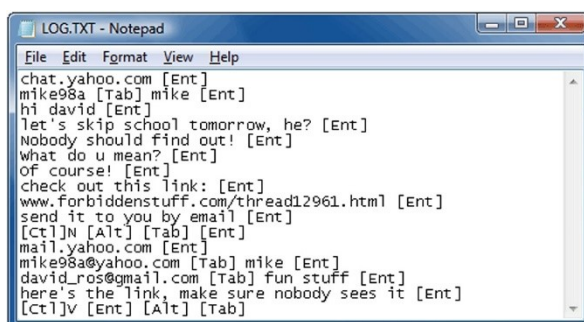 LOG.TXT - Notepad
File Edit Format View Help
chat.yahoo.com [Ent]
mike98a [Tab] mike [Ent]
hi david [Ent]
let's skip school tomorrow, he? [Ent]
Nobody should find out! [Ent]
what do u mean? [Ent]
Of course! [Ent]
check out this link: [Ent]
www.forbiddenstuff.com/thread12961.html [Ent]
send it to you by email [Ent]
[Ctl]N [Alt] [Tab] [Ent]
mail.yahoo.com [Ent]
mike98a@yahoo.com [Tab] mike [Ent]
david_ros@gmail.com [Tab] fun stuff [Ent]
here's the link, make sure nobody sees it [Ent]
[Ctl]V [Ent] [Alt] [Tab]